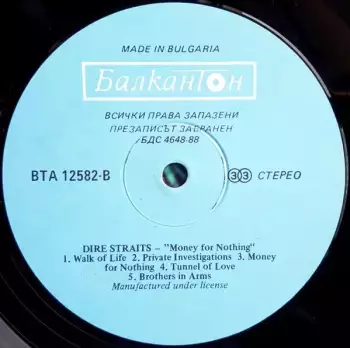 MADE IN BULGARIA
Балкантон
ВСИЧКИ ПРАВА ЗАПАЗЕНИ
ПРЕЗАПИСЪТ ЗАБРАНЕН
БДС 4648-88
ВТА 12582-В
33 СТЕРЕО
DIRE STRAITS – "Money for Nothing"
1. Walk of Life 2. Private Investigations 3. Money
for Nothing 4. Tunnel of Love
5. Brothers in Arms
Manufactured under license